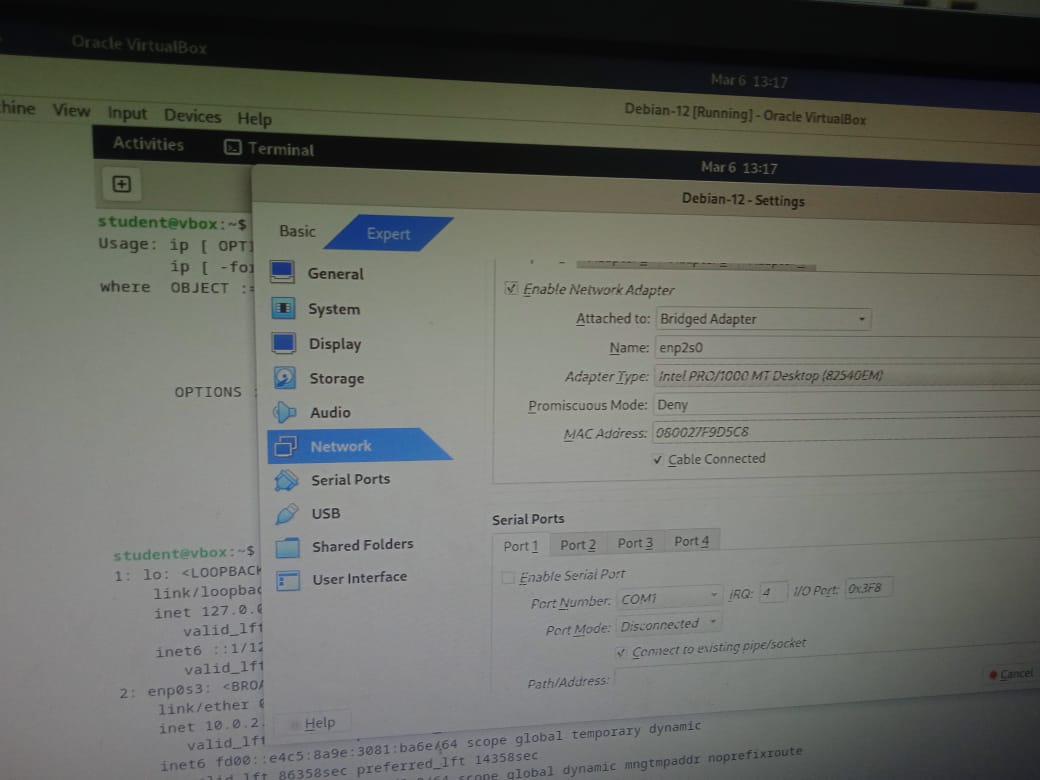 Oracle VirtualBox
Mar 6 13:17
Debian-12 [Running] - Oracle VirtualBox
hine View Input Devices Help
Activities Terminal
Mar 6 13:17
student@vbox:~$
Usage: ip [ OPTI
ip [ -for
where OBJECT :=
OPTIONS :
student@vbox:~$
1: lo: <LOOPBACK
link/loopbac
inet 127.0.0
valid_lft
inet6 ::1/12
valid_lft
2: enp0s3: <BROA
link/ether 0
inet 10.0.2.
valid_lft
inet6 fd00::e4c5:8a9e:3081:ba6e/64 scope global temporary dynamic
valid_lft 86358sec preferred_lft 14358sec
/64 scope global dynamic mngtmpaddr noprefixroute
Debian-12 - Settings
Basic Expert
General
System
Display
Storage
Audio
Network
Serial Ports
USB
Shared Folders
User Interface
Enable Network Adapter
Attached to: Bridged Adapter
Name: enp2s0
Adapter Type: Intel PRO/1000 MT Desktop (82540EM)
Promiscuous Mode: Deny
MAC Address: 080027F9D5C8
Cable Connected
Serial Ports
Port 1 Port 2 Port 3 Port 4
Enable Serial Port
Port Number: COM1 IRQ: 4 I/O Port: 0x3F8
Port Mode: Disconnected
Connect to existing pipe/socket
Path/Address:
Help
Cancel